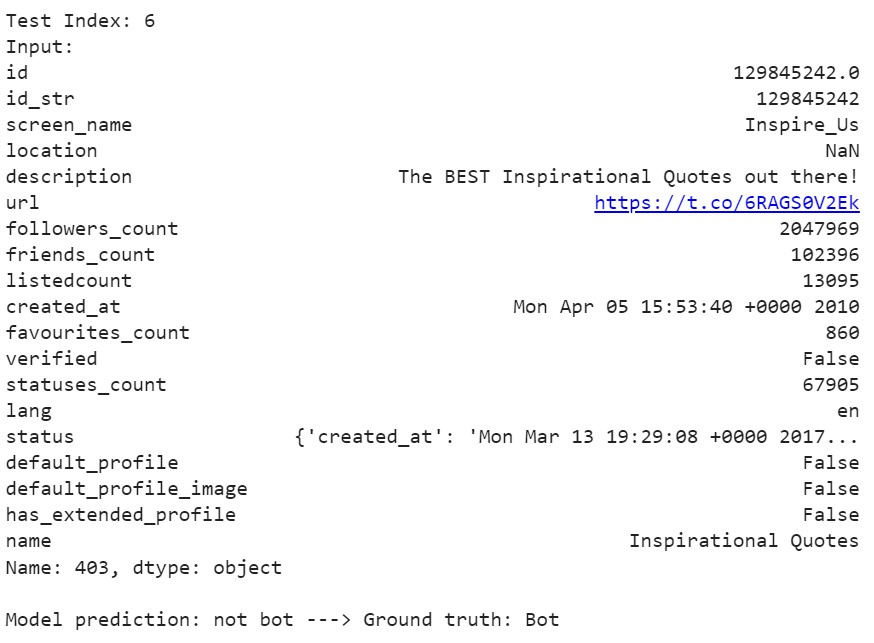 Test Index: 6
Input:
id 129845242.0
id_str 129845242
screen_name Inspire_Us
location NaN
description The BEST Inspirational Quotes out there!
url https://t.co/6RAGS0V2Ek
followers_count 2047969
friends_count 102396
listedcount 13095
created_at Mon Apr 05 15:53:40 +0000 2010
favourites_count 860
verified False
statuses_count 67905
lang en
status {'created_at': 'Mon Mar 13 19:29:08 +0000 2017...
default_profile False
default_profile_image False
has_extended_profile False
name Inspirational Quotes
Name: 403, dtype: object
Model prediction: not bot ---> Ground truth: Bot